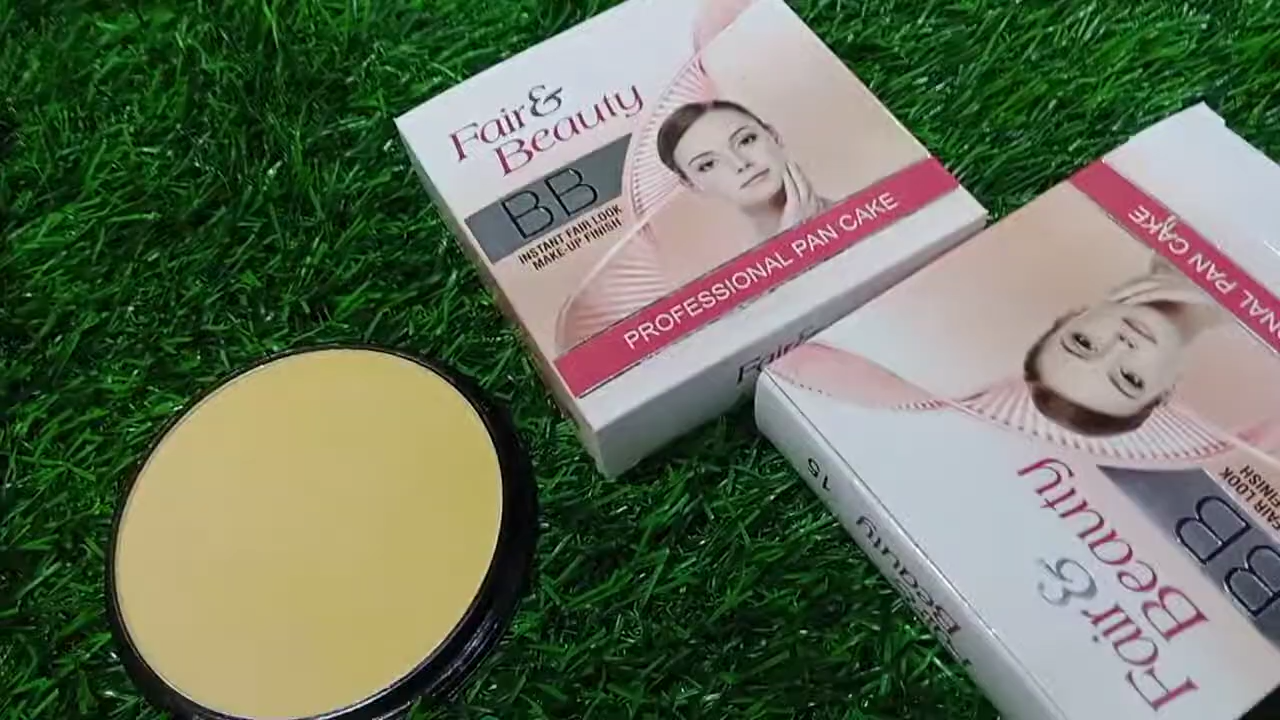 Fair &
Beauty
BB
INSTANT FAIR LOOK
MAKE-UP FINISH
PROFESSIONAL PAN CAKE
Fair &
NAL PAN CAKE
Fair &
Beauty
BB
FAIR LOOK
FINISH
Beauty
15